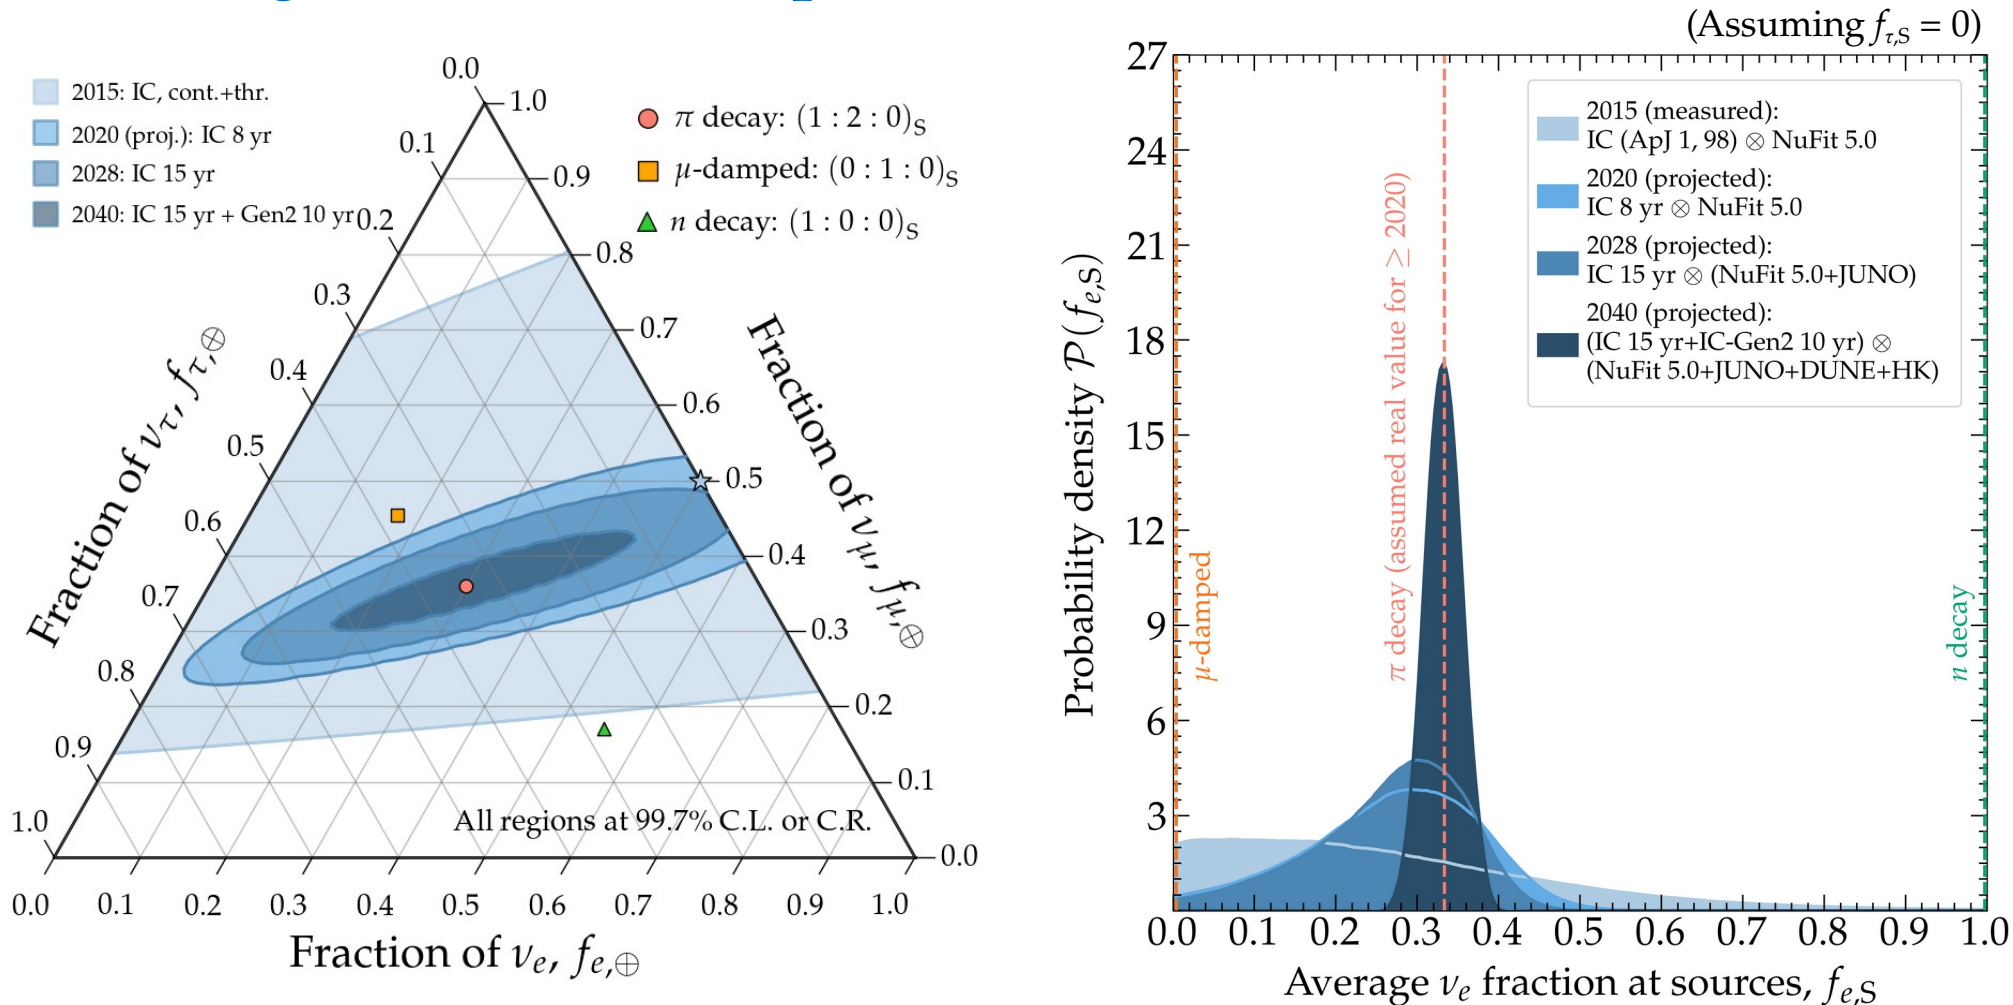 2015: IC, cont.+thr.
2020 (proj.): IC 8 yr
2028: IC 15 yr
2040: IC 15 yr + Gen2 10 yr
π decay: (1 : 2 : 0)S
μ-damped: (0 : 1 : 0)S
n decay: (1 : 0 : 0)S
0.0
0.1
0.2
0.3
0.4
0.5
0.6
0.7
0.8
0.9
1.0
Fraction of ντ, fτ,⊕
1.0
0.9
0.8
0.7
0.6
0.5
0.4
0.3
0.2
0.1
0.0
Fraction of νμ, fμ,⊕
All regions at 99.7% C.L. or C.R.
0.0 0.1 0.2 0.3 0.4 0.5 0.6 0.7 0.8 0.9 1.0
Fraction of νe, fe,⊕
(Assuming fτ,S = 0)
27
24
21
18
15
12
9
6
3
Probability density P(fe,S)
2015 (measured):
IC (ApJ 1, 98) ⊗ NuFit 5.0
2020 (projected):
IC 8 yr ⊗ NuFit 5.0
2028 (projected):
IC 15 yr ⊗ (NuFit 5.0+JUNO)
2040 (projected):
(IC 15 yr+IC-Gen2 10 yr) ⊗
(NuFit 5.0+JUNO+DUNE+HK)
μ-damped
π decay (assumed real value for ≥ 2020)
n decay
0.0 0.1 0.2 0.3 0.4 0.5 0.6 0.7 0.8 0.9 1.0
Average νe fraction at sources, fe,S